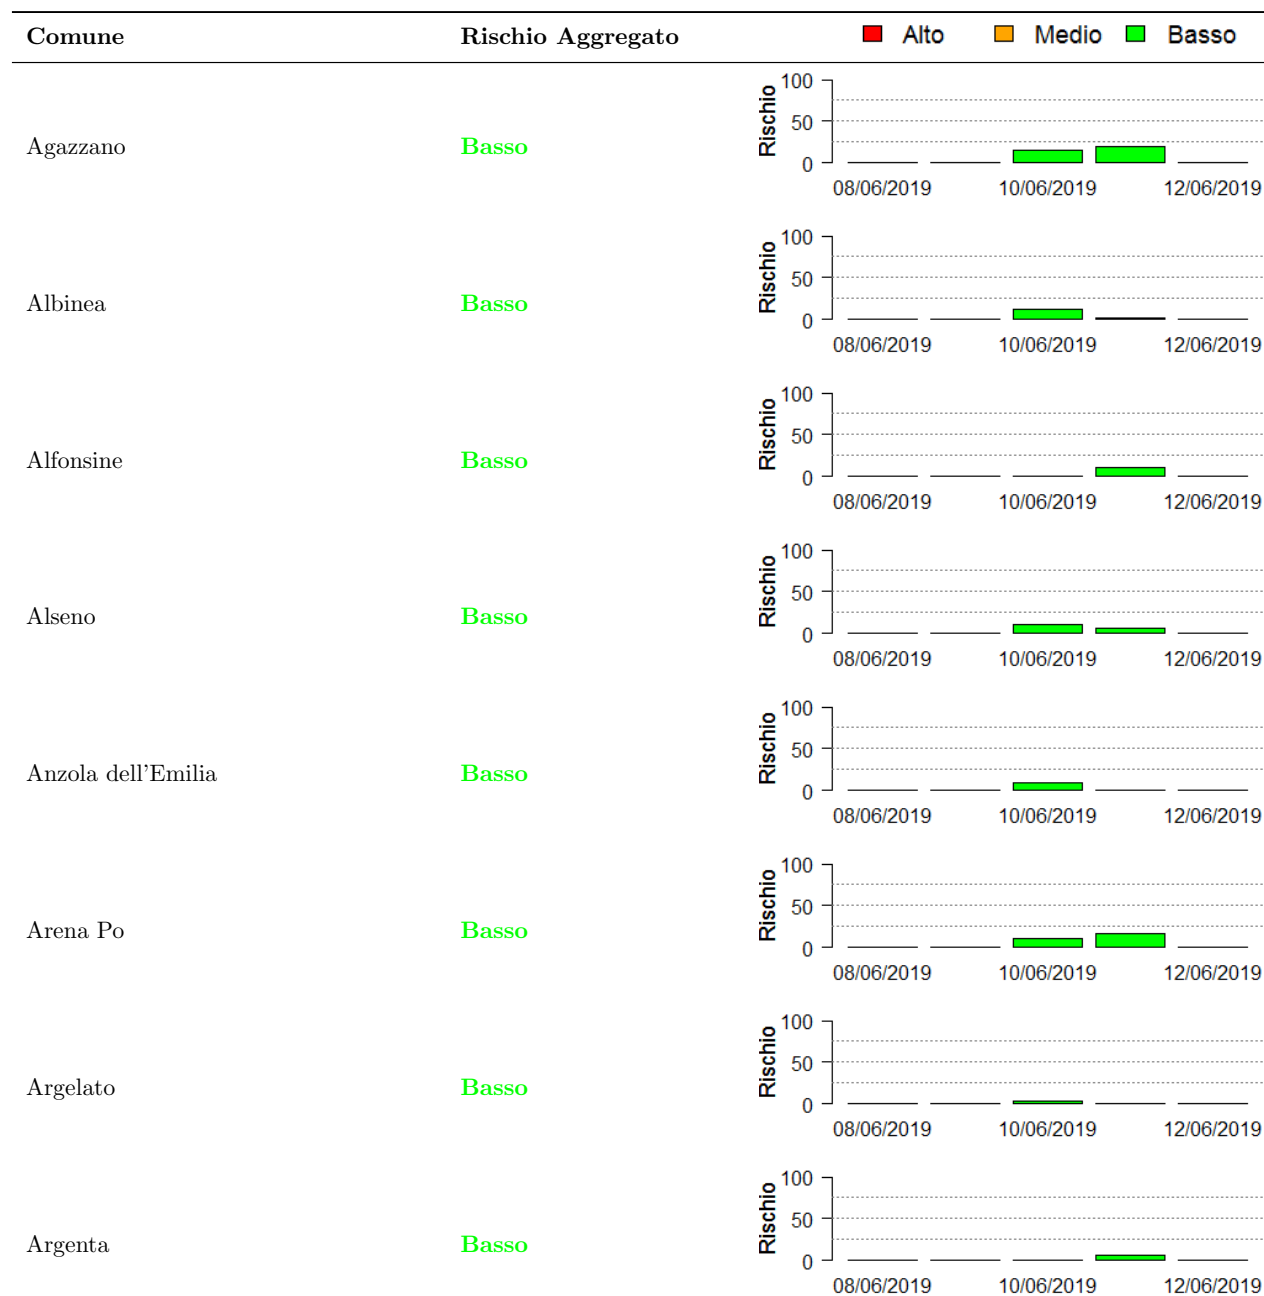 Comune Rischio Aggregato Alto Medio Basso
100
50
0
Rischio
Agazzano Basso
08/06/2019 10/06/2019 12/06/2019
100
50
0
Rischio
Albinea Basso
08/06/2019 10/06/2019 12/06/2019
100
50
0
Rischio
Alfonsine Basso
08/06/2019 10/06/2019 12/06/2019
100
50
0
Rischio
Alseno Basso
08/06/2019 10/06/2019 12/06/2019
100
50
0
Rischio
Anzola dell'Emilia Basso
08/06/2019 10/06/2019 12/06/2019
100
50
0
Rischio
Arena Po Basso
08/06/2019 10/06/2019 12/06/2019
100
50
0
Rischio
Argelato Basso
08/06/2019 10/06/2019 12/06/2019
100
50
0
Rischio
Argenta Basso
08/06/2019 10/06/2019 12/06/2019